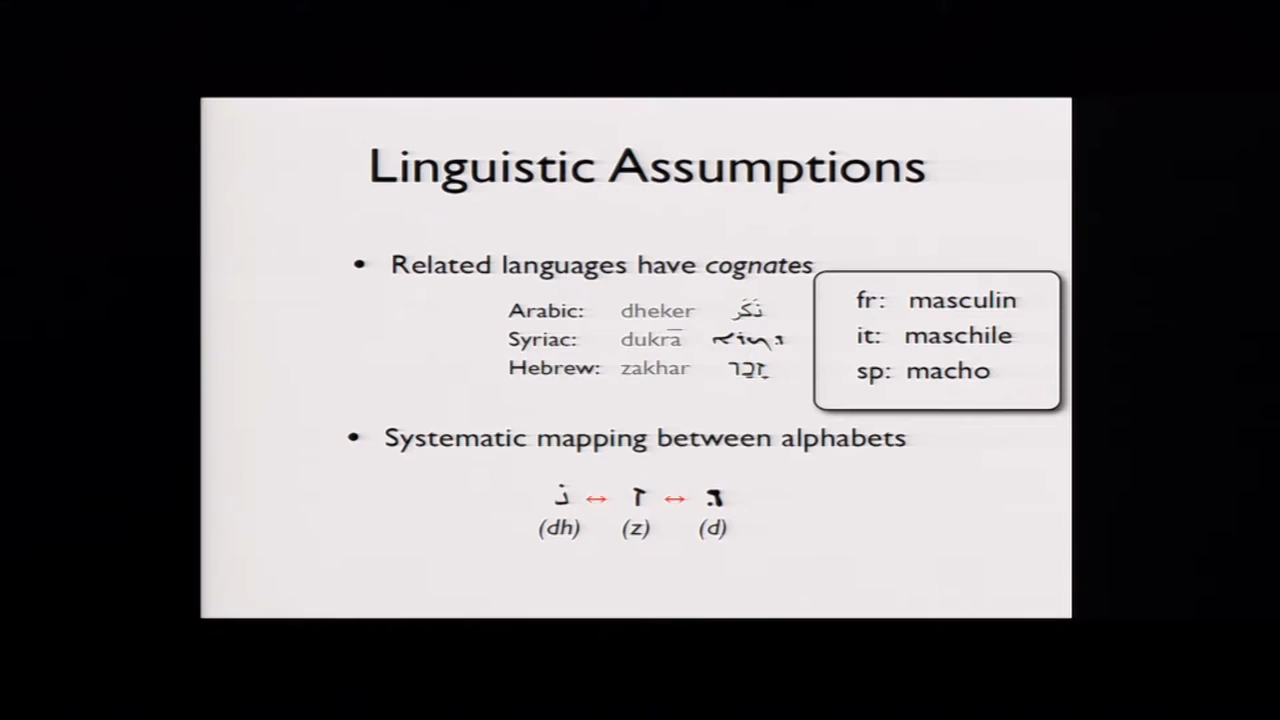 Linguistic Assumptions
• Related languages have cognates
Arabic: dheker ذَكَر
Syriac: dukrā ܕܟܪܐ
Hebrew: zakhar זָכָר
fr: masculin
it: maschile
sp: macho
• Systematic mapping between alphabets
ذ ↔ ז ↔ ܕ
(dh) (z) (d)